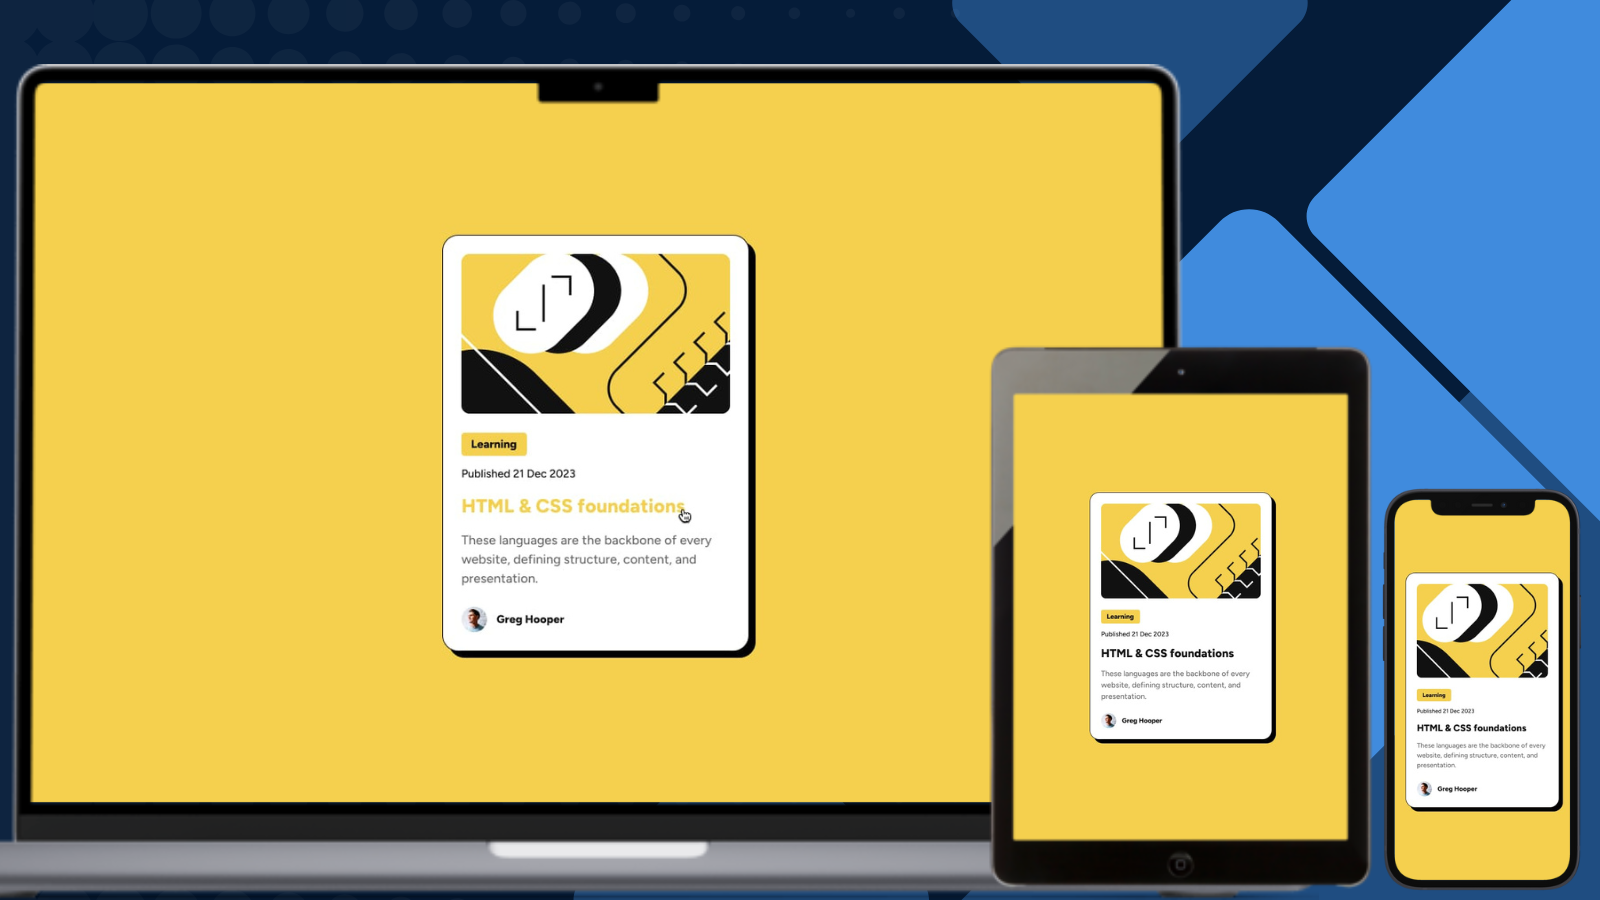 Learning
Published 21 Dec 2023
HTML & CSS foundations
These languages are the backbone of every
website, defining structure, content, and
presentation.
Greg Hooper
Learning
Published 21 Dec 2023
HTML & CSS foundations
These languages are the backbone of every
website, defining structure, content, and
presentation.
Greg Hooper
Learning
Published 21 Dec 2023
HTML & CSS foundations
These languages are the backbone of every
website, defining structure, content, and
presentation.
Greg Hooper